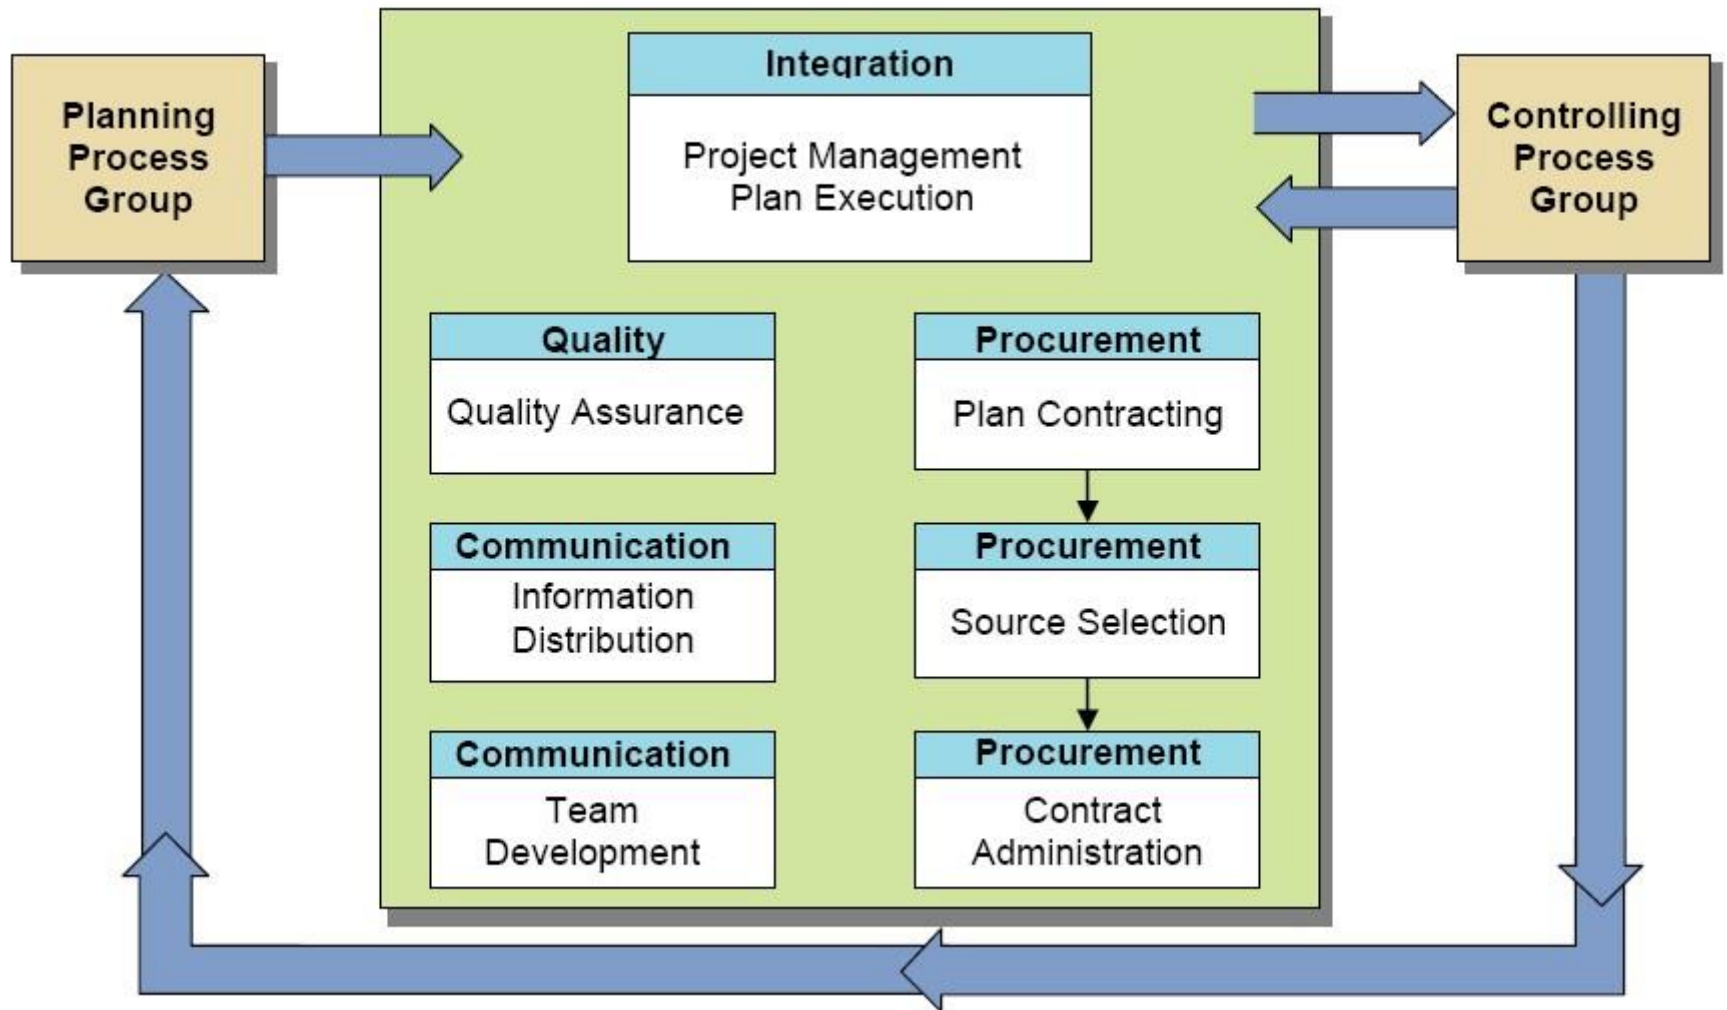 Planning
Process
Group
Integration
Project Management
Plan Execution
Controlling
Process
Group
Quality
Quality Assurance
Procurement
Plan Contracting
Communication
Information
Distribution
Procurement
Source Selection
Communication
Team
Development
Procurement
Contract
Administration